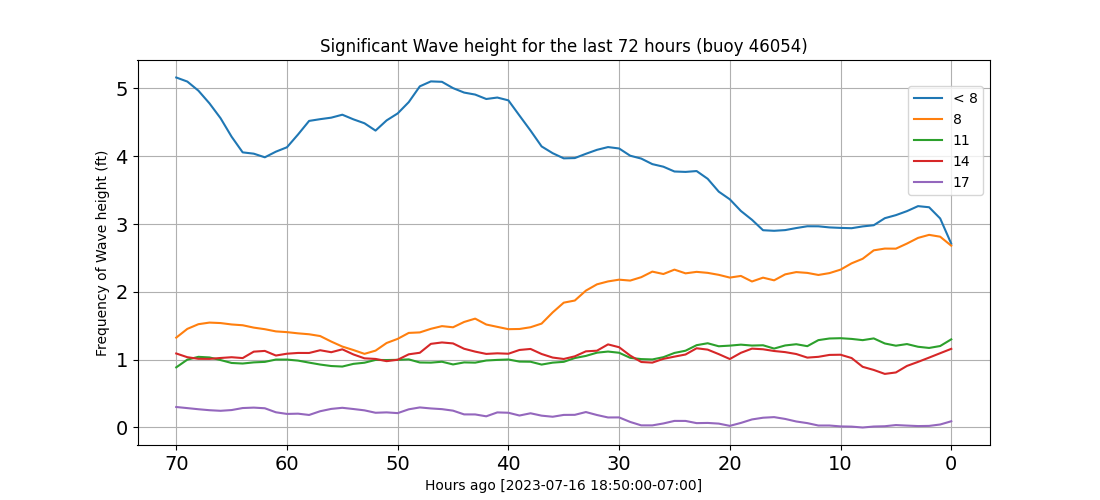 Significant Wave height for the last 72 hours (buoy 46054)
Frequency of Wave height (ft)
5
4
3
2
1
0
< 8
8
11
14
17
70 60 50 40 30 20 10 0
Hours ago [2023-07-16 18:50:00-07:00]